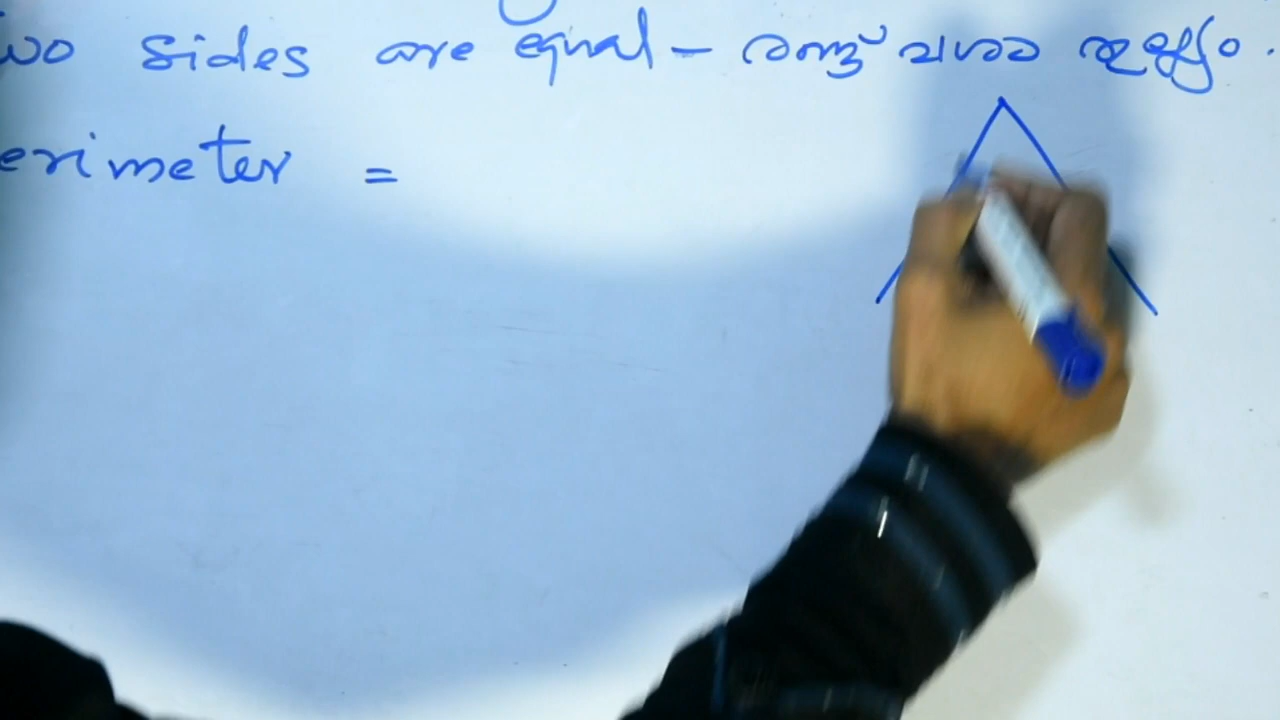 wo sides are equal - രണ്ട് വശം തുല്യം.
erimeter =